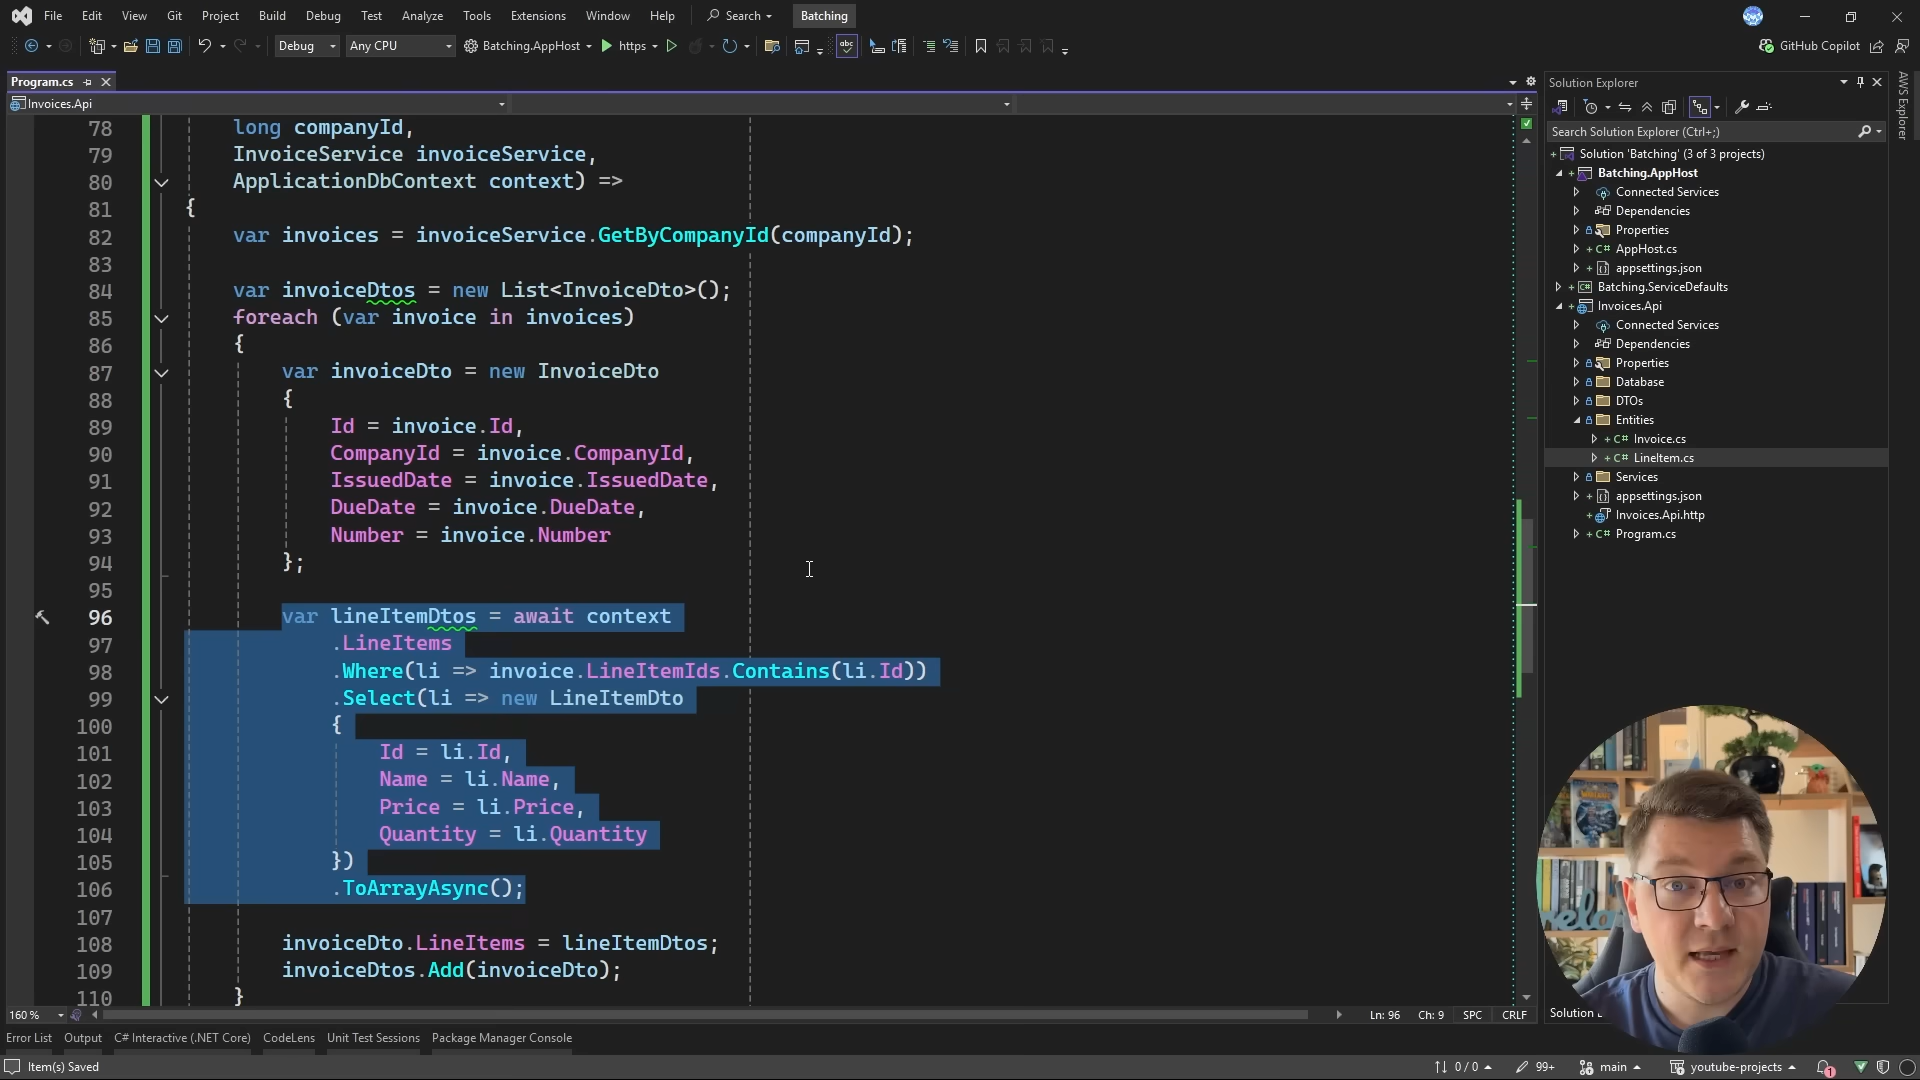 File Edit View Git Project Build Debug Test Analyze Tools Extensions Window Help Search Batching
Debug Any CPU Batching.AppHost https GitHub Copilot
Program.cs
Invoices.Api
78 long companyId,
79 InvoiceService invoiceService,
80 ApplicationDbContext context) =>
81 {
82 var invoices = invoiceService.GetByCompanyId(companyId);
83
84 var invoiceDtos = new List<InvoiceDto>();
85 foreach (var invoice in invoices)
86 {
87 var invoiceDto = new InvoiceDto
88 {
89 Id = invoice.Id,
90 CompanyId = invoice.CompanyId,
91 IssuedDate = invoice.IssuedDate,
92 DueDate = invoice.DueDate,
93 Number = invoice.Number
94 };
95
96 var lineItemDtos = await context
97 .LineItems
98 .Where(li => invoice.LineItemIds.Contains(li.Id))
99 .Select(li => new LineItemDto
100 {
101 Id = li.Id,
102 Name = li.Name,
103 Price = li.Price,
104 Quantity = li.Quantity
105 })
106 .ToArrayAsync();
107
108 invoiceDto.LineItems = lineItemDtos;
109 invoiceDtos.Add(invoiceDto);
110 }
160 % Ln: 96 Ch: 9 SPC CRLF
Solution Explorer
Search Solution Explorer (Ctrl+;)
Solution 'Batching' (3 of 3 projects)
Batching.AppHost
Connected Services
Dependencies
Properties
AppHost.cs
appsettings.json
Batching.ServiceDefaults
Invoices.Api
Connected Services
Dependencies
Properties
Database
DTOs
Entities
Invoice.cs
LineItem.cs
Services
appsettings.json
Invoices.Api.http
Program.cs
AWS Explorer
Solution
Error List Output C# Interactive (.NET Core) CodeLens Unit Test Sessions Package Manager Console
Item(s) Saved 0 / 0 99+ main youtube-projects 1